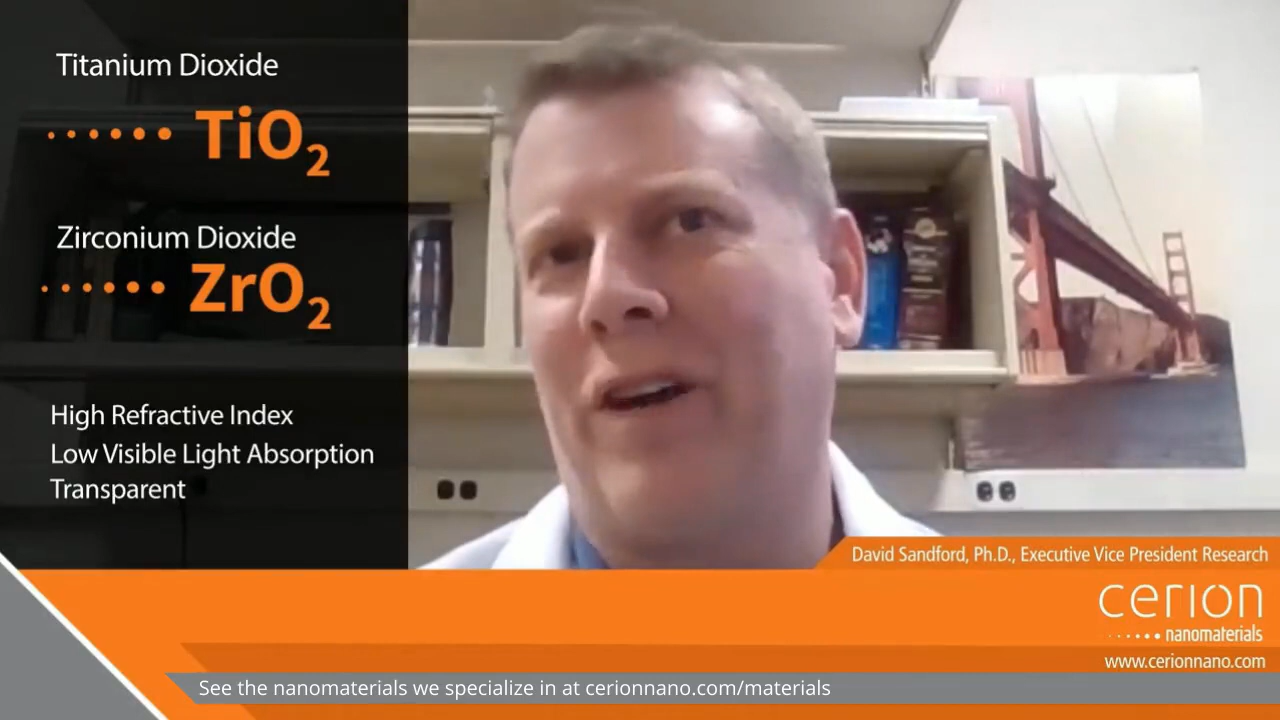 Titanium Dioxide
TiO₂
Zirconium Dioxide
ZrO₂
High Refractive Index
Low Visible Light Absorption
Transparent
David Sandford, Ph.D., Executive Vice President Research
cerion
nanomaterials
www.cerionnano.com
See the nanomaterials we specialize in at cerionnano.com/materials